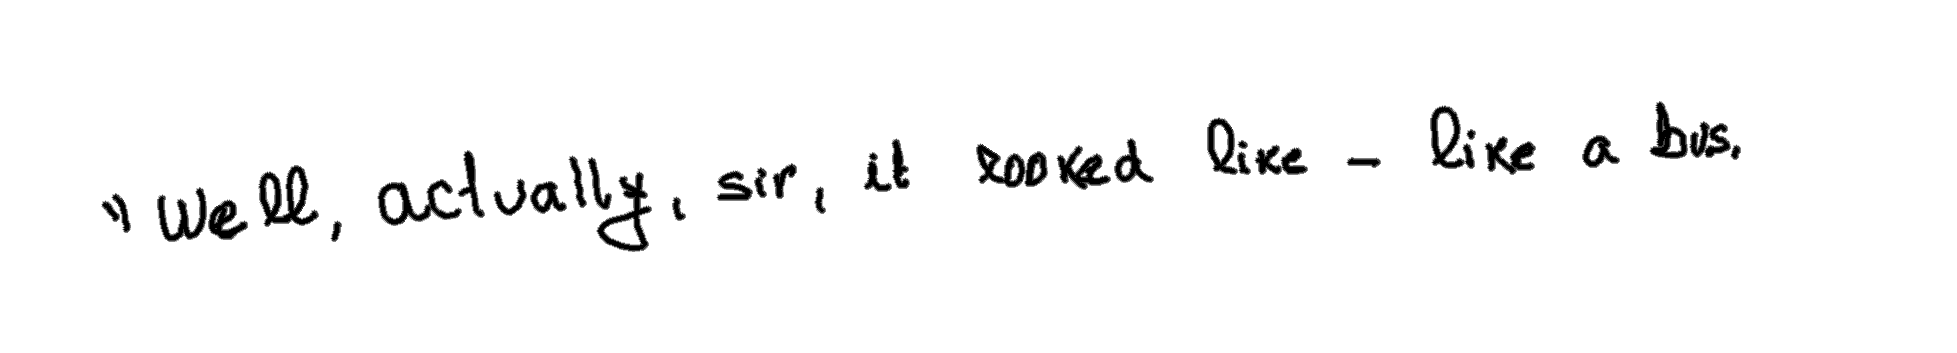 "Well, actually, sir, it looked like - like a bus.